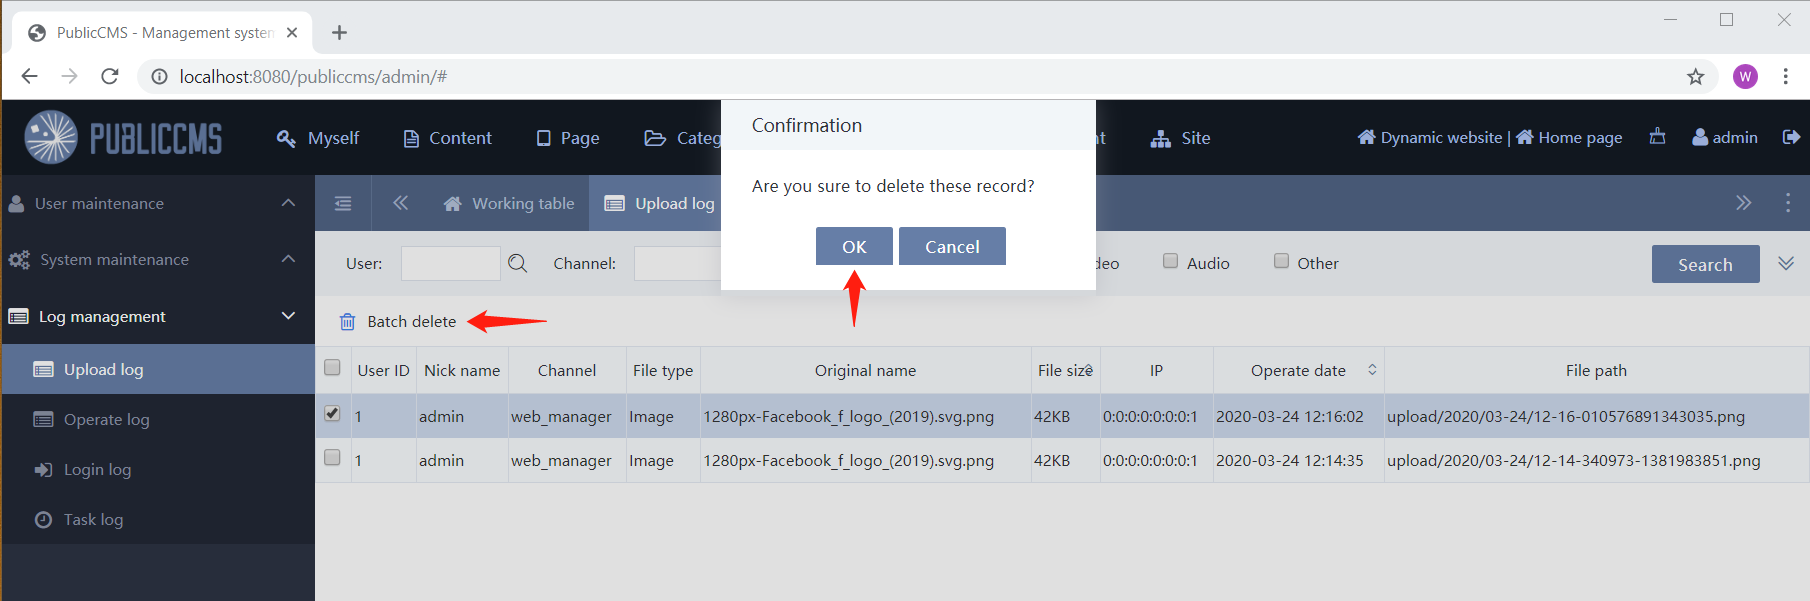 PublicCMS - Management system
localhost:8080/publiccms/admin/#
W
PUBLICCMS
Myself
Content
Page
Categ
nt
Site
Dynamic website | Home page
admin
Confirmation
Are you sure to delete these record?
OK
Cancel
User maintenance
System maintenance
Log management
Upload log
Operate log
Login log
Task log
Working table
Upload log
User:
Channel:
deo
Audio
Other
Search
Batch delete
User ID Nick name Channel File type Original name File size IP Operate date File path
1 admin web_manager Image 1280px-Facebook_f_logo_(2019).svg.png 42KB 0:0:0:0:0:0:0:1 2020-03-24 12:16:02 upload/2020/03-24/12-16-010576891343035.png
1 admin web_manager Image 1280px-Facebook_f_logo_(2019).svg.png 42KB 0:0:0:0:0:0:0:1 2020-03-24 12:14:35 upload/2020/03-24/12-14-340973-1381983851.png